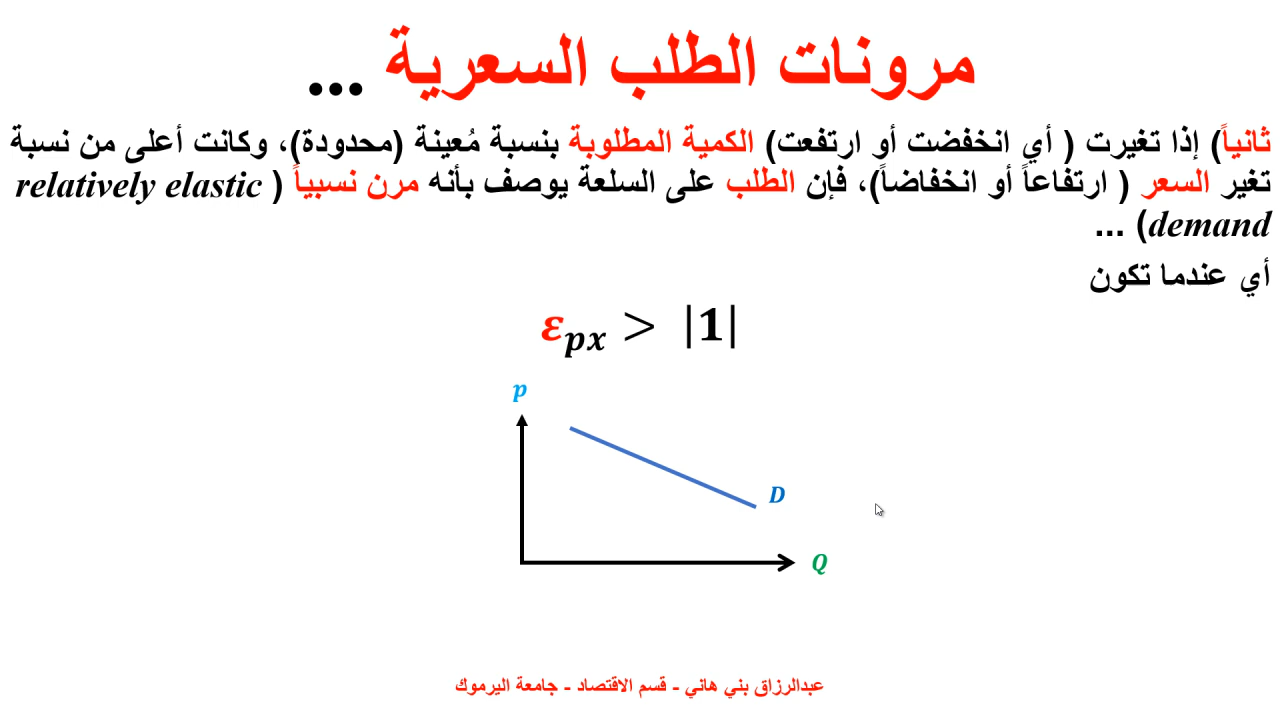 مرونات الطلب السعرية ...
ثانياً) إذا تغيرت ( أي انخفضت أو ارتفعت) الكمية المطلوبة بنسبة مُعينة (محدودة)، وكانت أعلى من نسبة
تغير السعر ( ارتفاعاً أو انخفاضاً)، فإن الطلب على السلعة يوصف بأنه مرن نسبياً ( relatively elastic
demand) ...
أي عندما تكون
ε_px > |1|
p
D
Q
عبدالرزاق بني هاني - قسم الاقتصاد - جامعة اليرموك